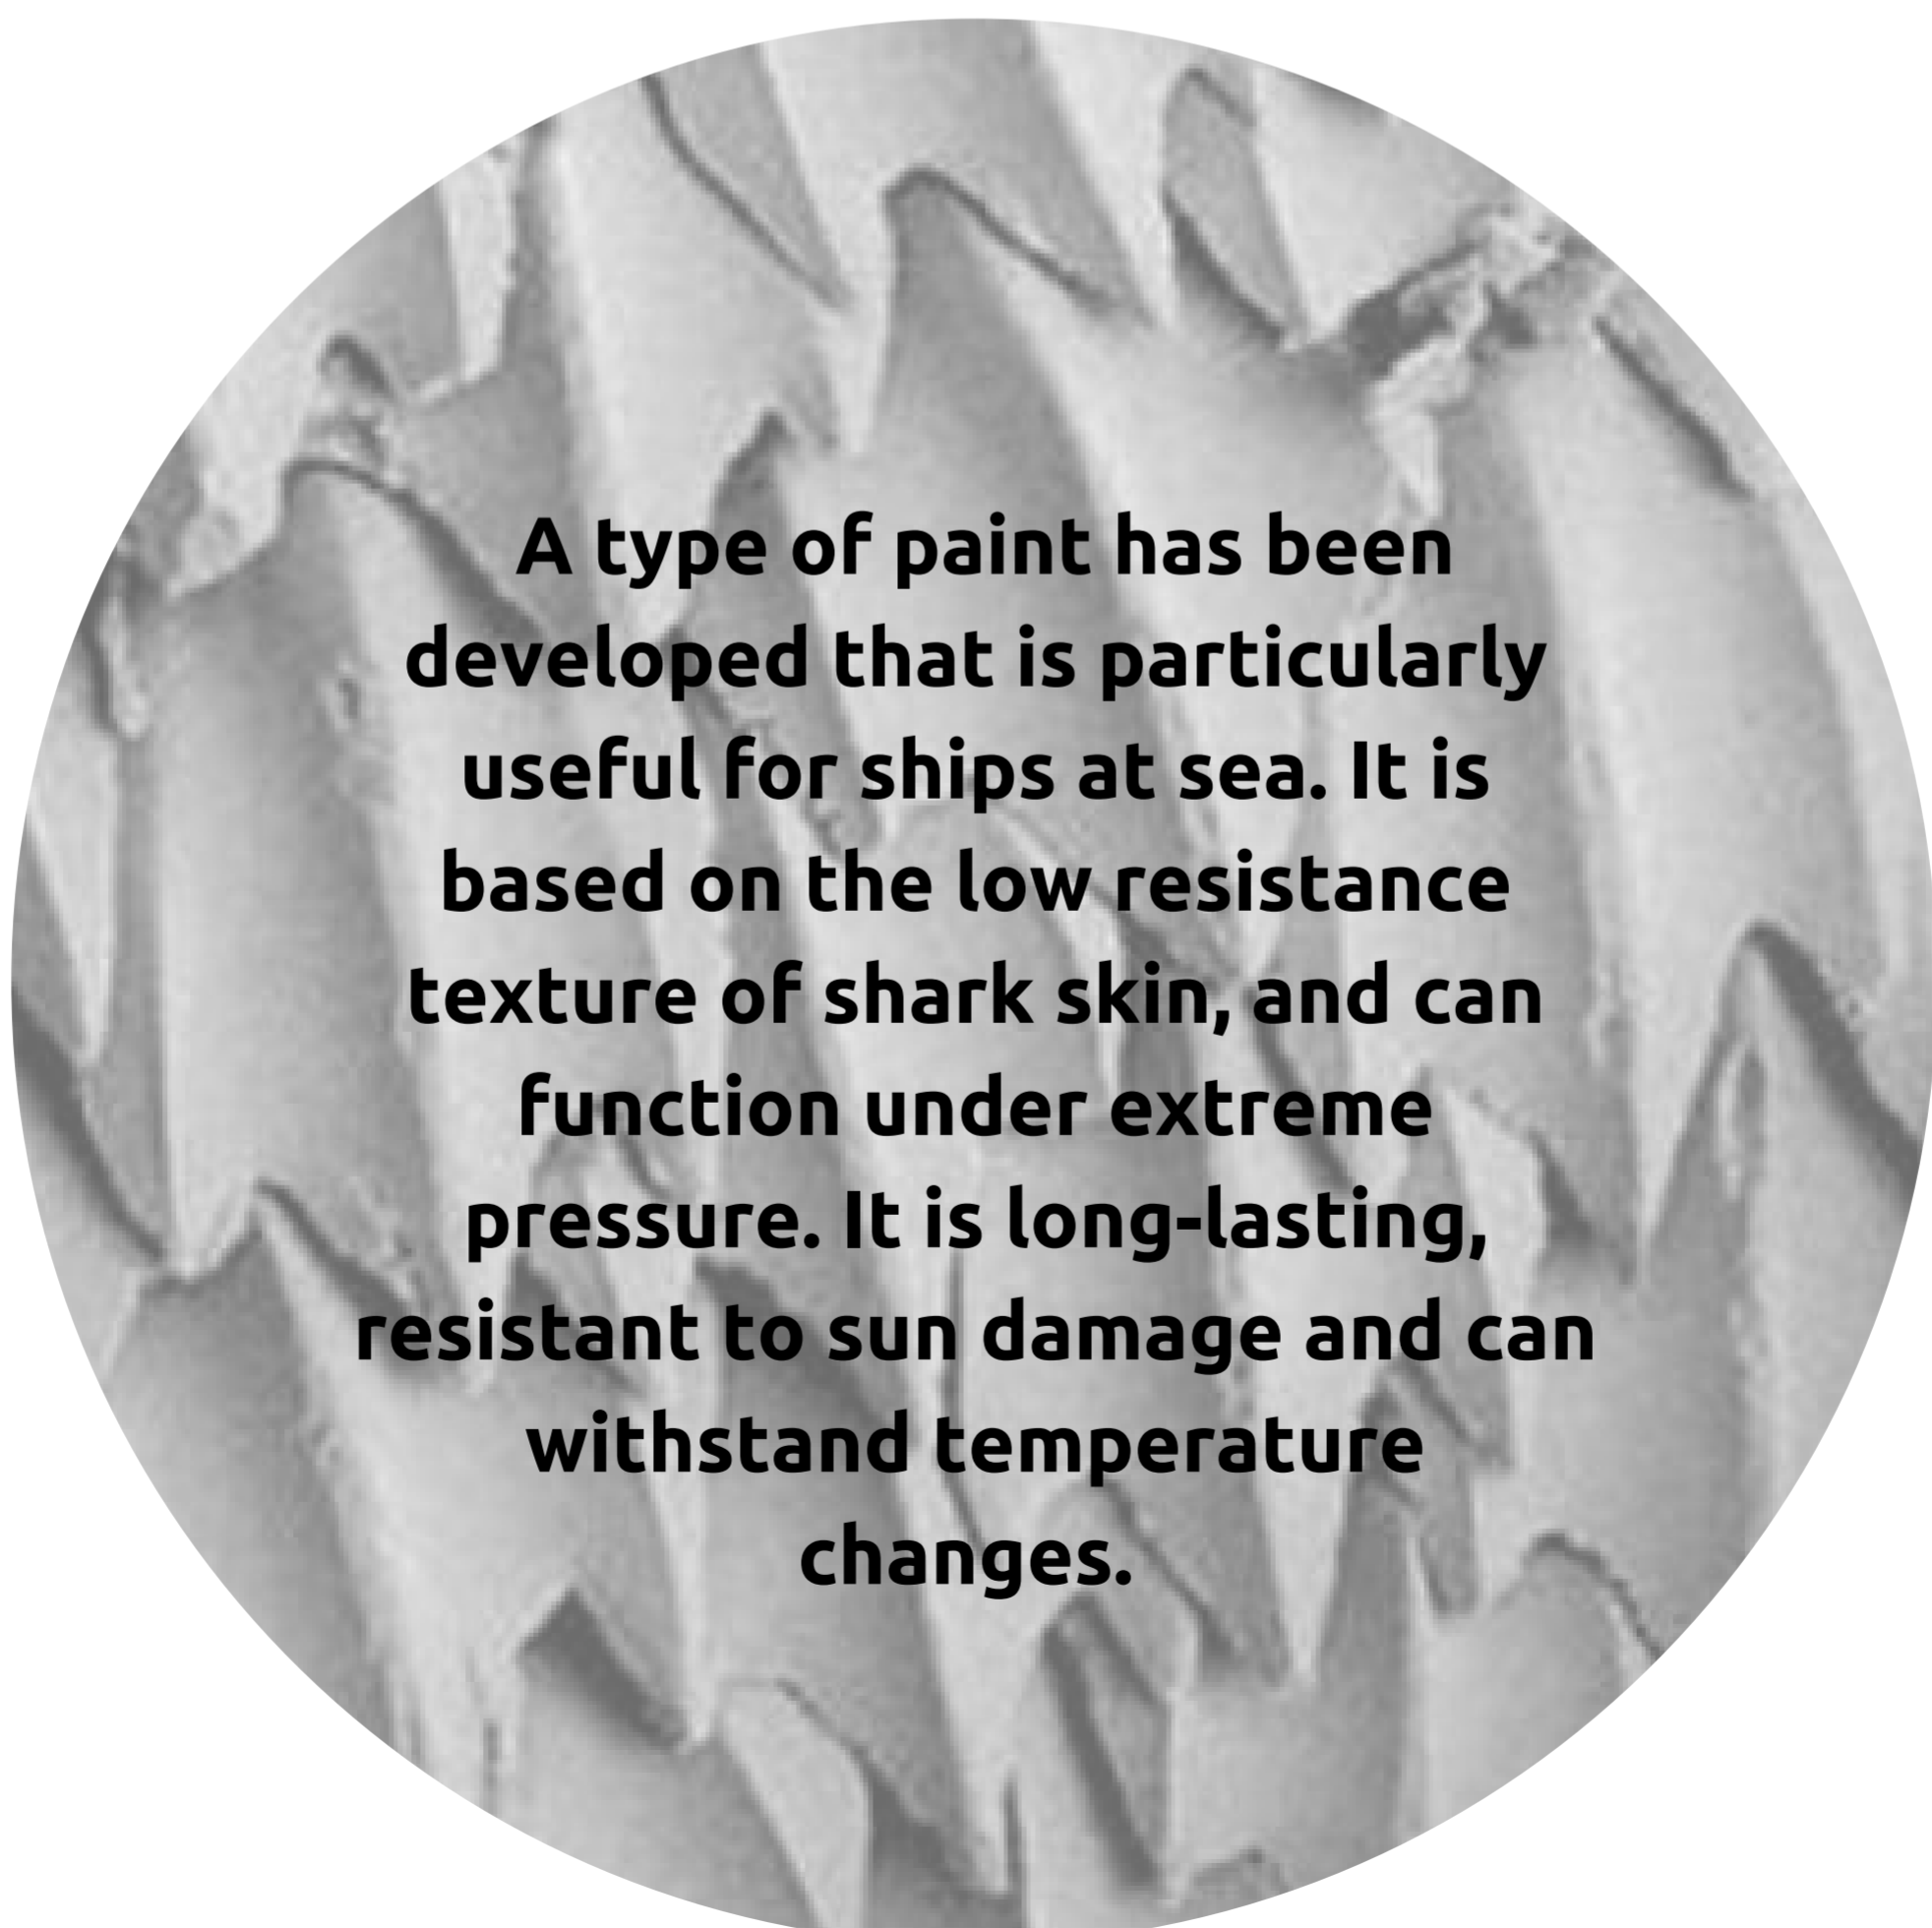 A type of paint has been
developed that is particularly
useful for ships at sea. It is
based on the low resistance
texture of shark skin, and can
function under extreme
pressure. It is long-lasting,
resistant to sun damage and can
withstand temperature
changes.